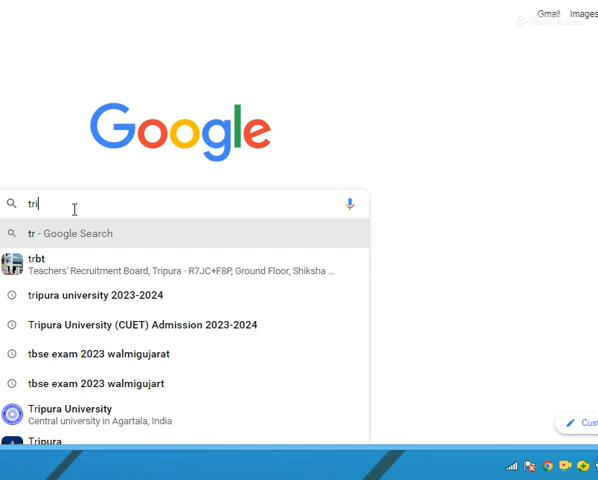 Gmail Images
Google
tri
tr - Google Search
trbt
Teachers' Recruitment Board, Tripura · R7JC+F8P, Ground Floor, Shiksha ...
tripura university 2023-2024
Tripura University (CUET) Admission 2023-2024
tbse exam 2023 walmigujarat
tbse exam 2023 walmigujart
Tripura University
Central university in Agartala, India
Tripura
Cust